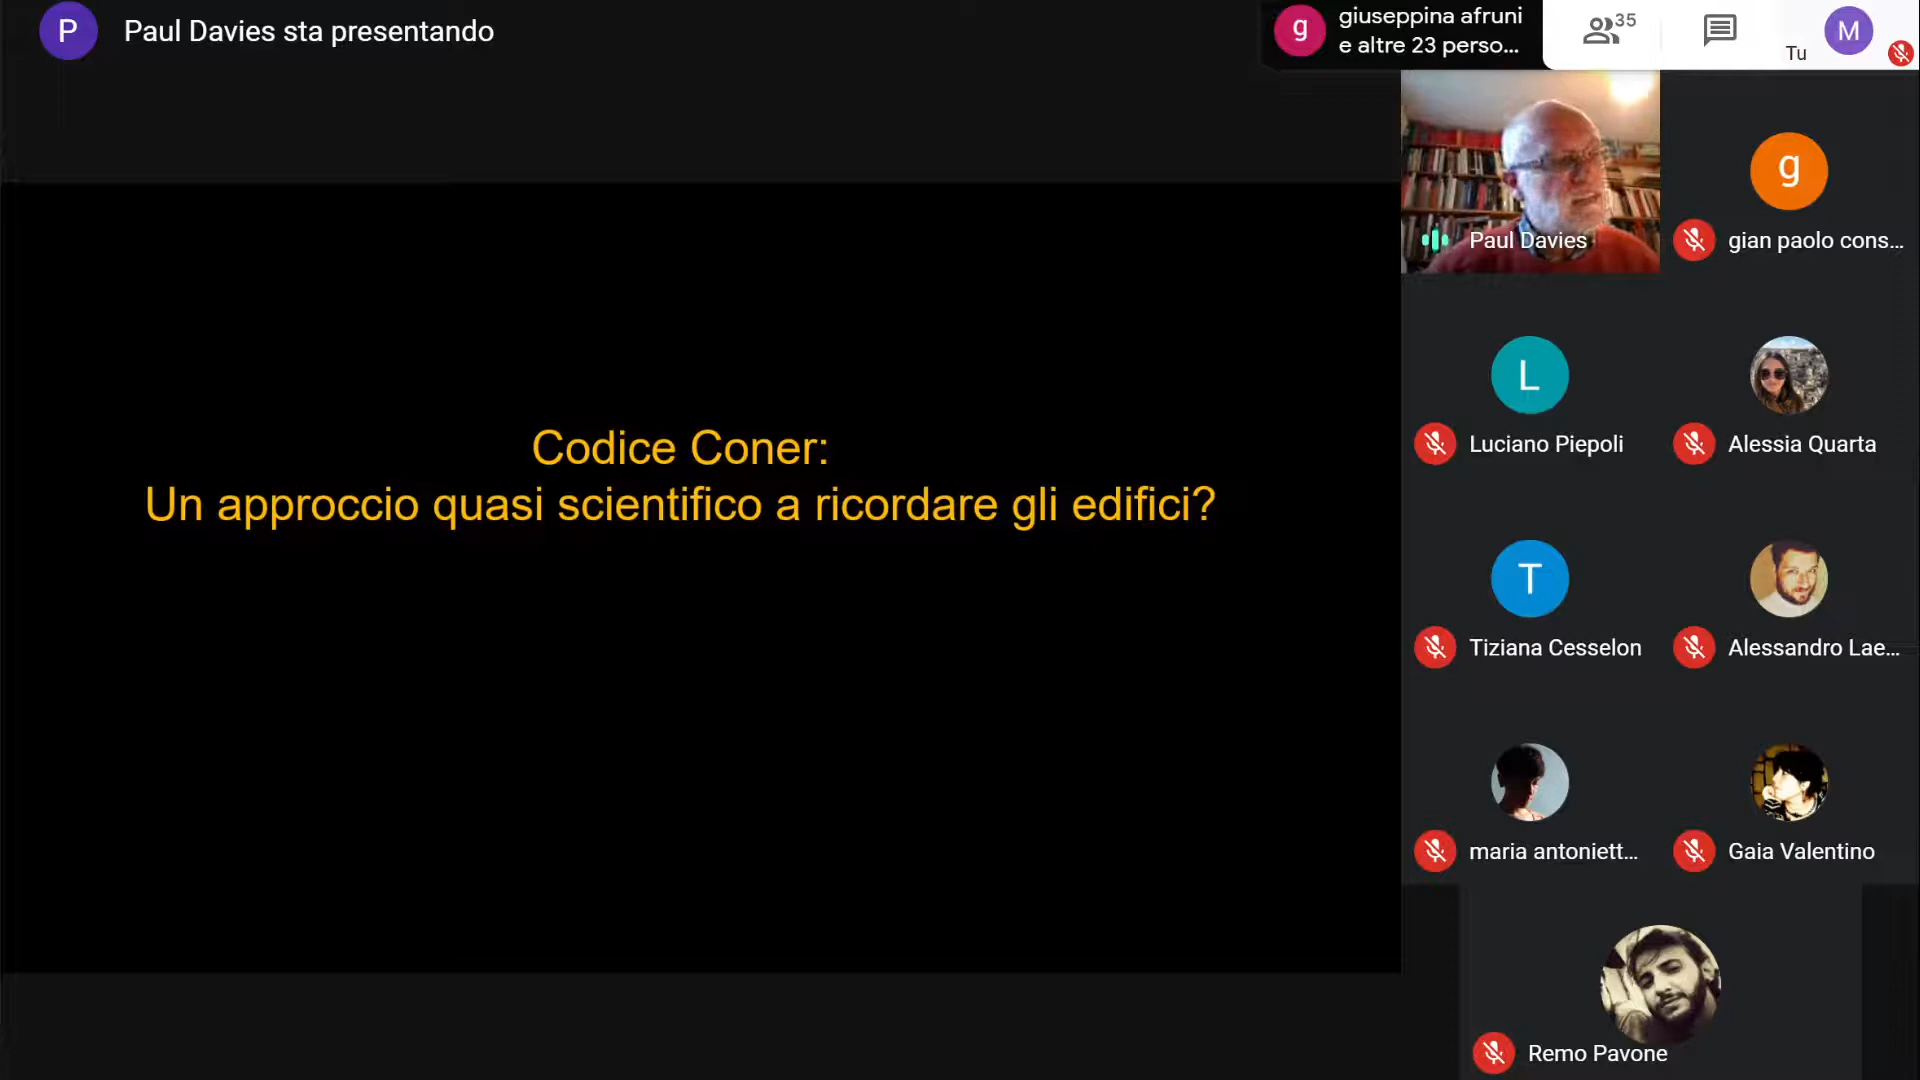 P
Paul Davies sta presentando
g
giuseppina afruni
e altre 23 perso...
35
Tu
M
Codice Coner:
Un approccio quasi scientifico a ricordare gli edifici?
Paul Davies
g
gian paolo cons...
L
Luciano Piepoli
Alessia Quarta
T
Tiziana Cesselon
Alessandro Lae...
maria antoniett...
Gaia Valentino
Remo Pavone